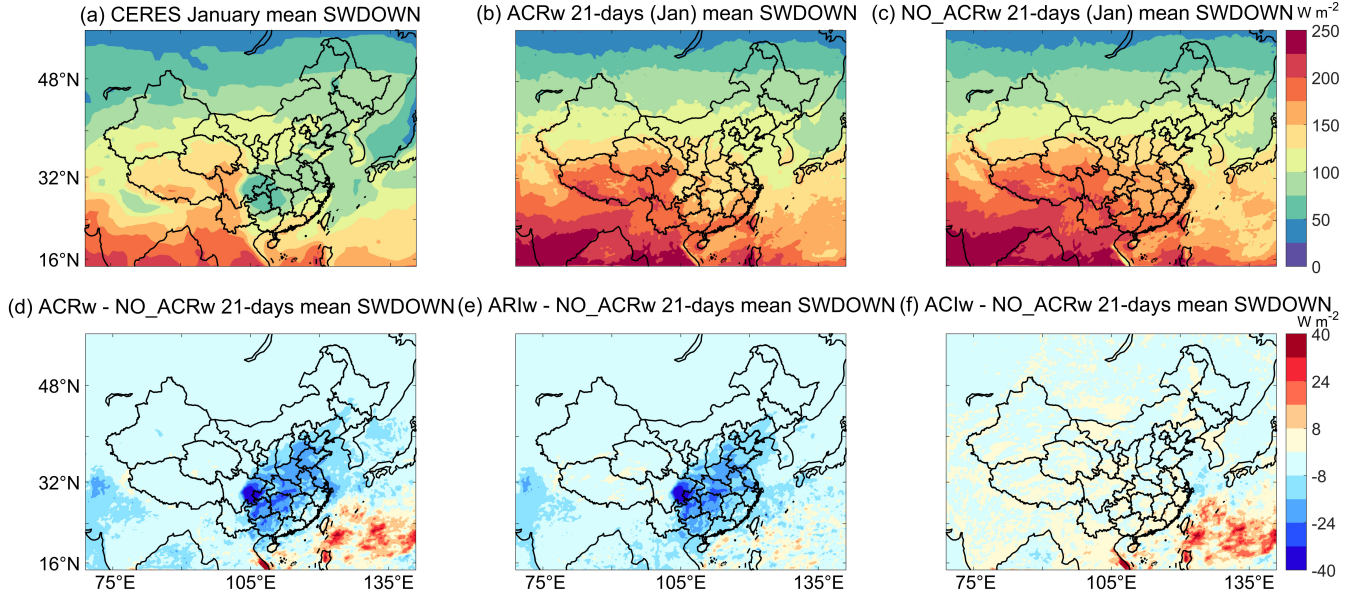 (a) CERES January mean SWDOWN
(b) ACRw 21-days (Jan) mean SWDOWN
(c) NO_ACRw 21-days (Jan) mean SWDOWN
W m-2
48°N
32°N
16°N
250
200
150
100
50
0
(d) ACRw - NO_ACRw 21-days mean SWDOWN
(e) ARIw - NO_ACRw 21-days mean SWDOWN
(f) ACIw - NO_ACRw 21-days mean SWDOWN
W m-2
48°N
32°N
16°N
75°E
105°E
135°E
75°E
105°E
135°E
75°E
105°E
135°E
40
24
8
-8
-24
-40